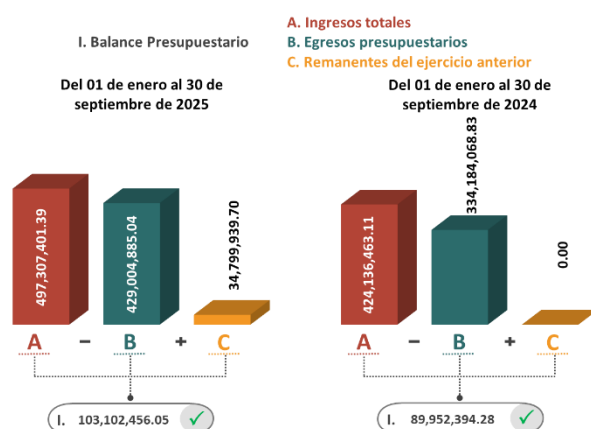 I. Balance Presupuestario
A. Ingresos totales
B. Egresos presupuestarios
C. Remanentes del ejercicio anterior
Del 01 de enero al 30 de
septiembre de 2025
497,307,401.39
429,004,885.04
34,799,939.70
A – B + C
I. 103,102,456.05
Del 01 de enero al 30 de
septiembre de 2024
424,136,463.11
334,184,068.83
0.00
A – B + C
I. 89,952,394.28